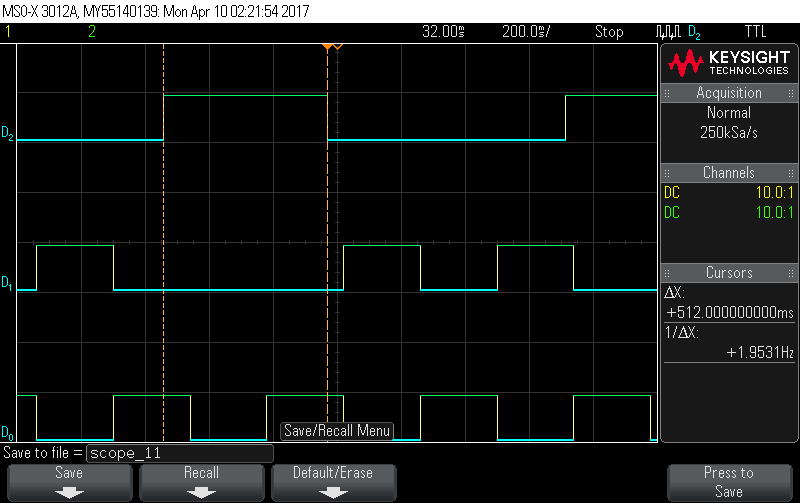 MSO-X 3012A, MY55140139: Mon Apr 10 02:21:54 2017
1 2 32.00s 200.0s/ Stop D2 TTL
KEYSIGHT
TECHNOLOGIES
Acquisition
Normal
250kSa/s
Channels
DC 10.0:1
DC 10.0:1
Cursors
ΔX:
+512.000000000ms
1/ΔX:
+1.9531Hz
D2
D1
D0
Save/Recall Menu
Save to file = scope_11
Save
Recall
Default/Erase
Press to
Save